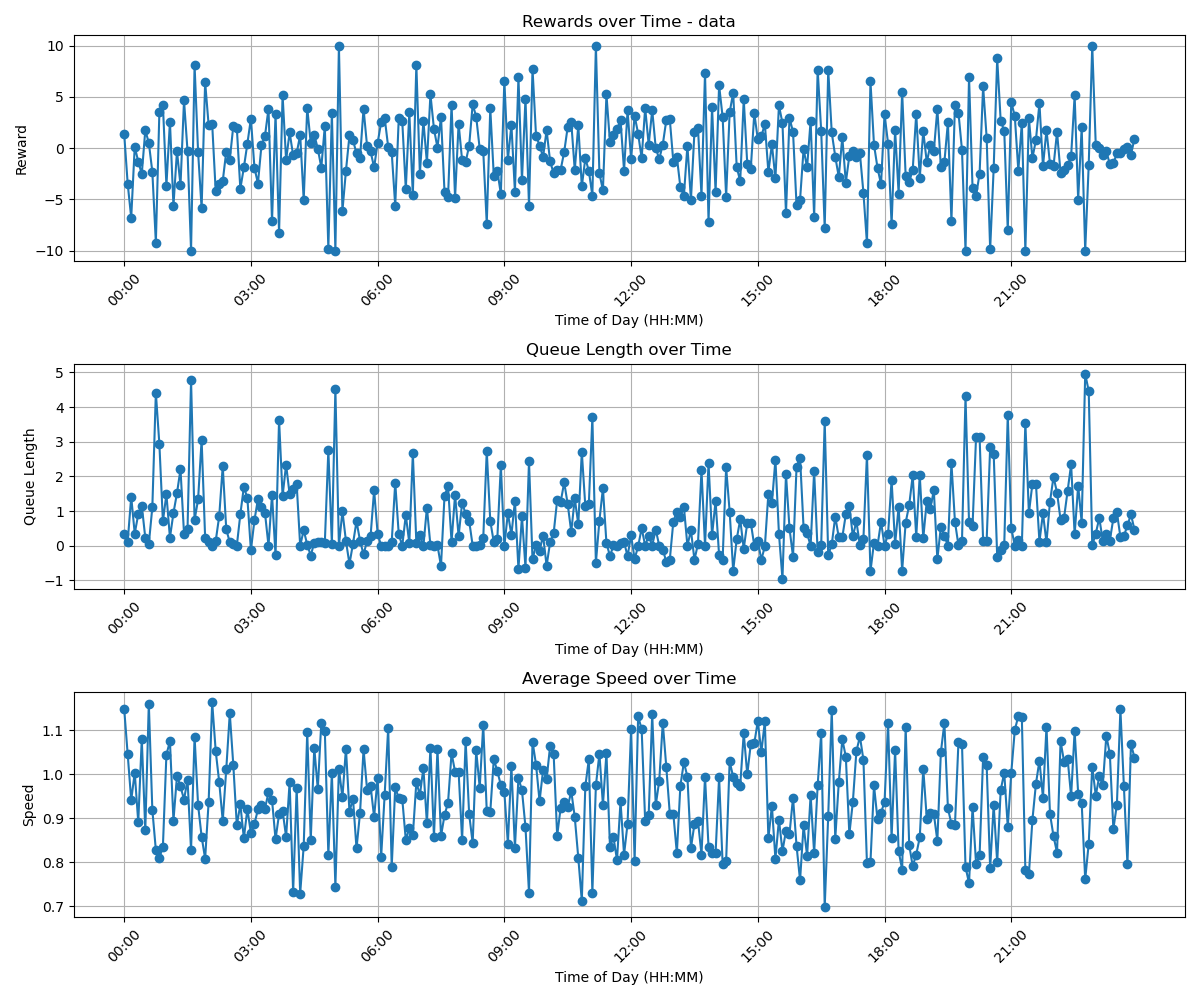 Rewards over Time - data
Reward
10
5
0
−5
−10
00:00 03:00 06:00 09:00 12:00 15:00 18:00 21:00
Time of Day (HH:MM)
Queue Length over Time
Queue Length
5
4
3
2
1
0
−1
00:00 03:00 06:00 09:00 12:00 15:00 18:00 21:00
Time of Day (HH:MM)
Average Speed over Time
Speed
1.1
1.0
0.9
0.8
0.7
00:00 03:00 06:00 09:00 12:00 15:00 18:00 21:00
Time of Day (HH:MM)